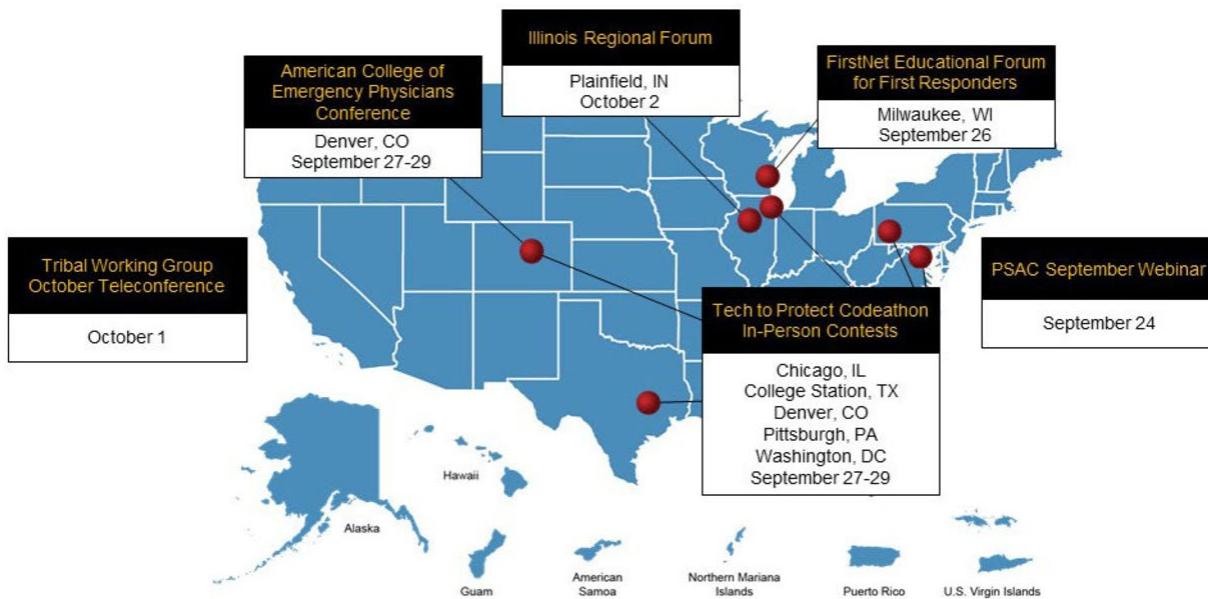 Illinois Regional Forum
Plainfield, IN
October 2
American College of
Emergency Physicians
Conference
Denver, CO
September 27-29
FirstNet Educational Forum
for First Responders
Milwaukee, WI
September 26
Tribal Working Group
October Teleconference
October 1
PSAC September Webinar
September 24
Tech to Protect Codeathon
In-Person Contests
Chicago, IL
College Station, TX
Denver, CO
Pittsburgh, PA
Washington, DC
September 27-29
Alaska
Hawaii
Guam
American
Samoa
Northern Mariana
Islands
Puerto Rico
U.S. Virgin Islands